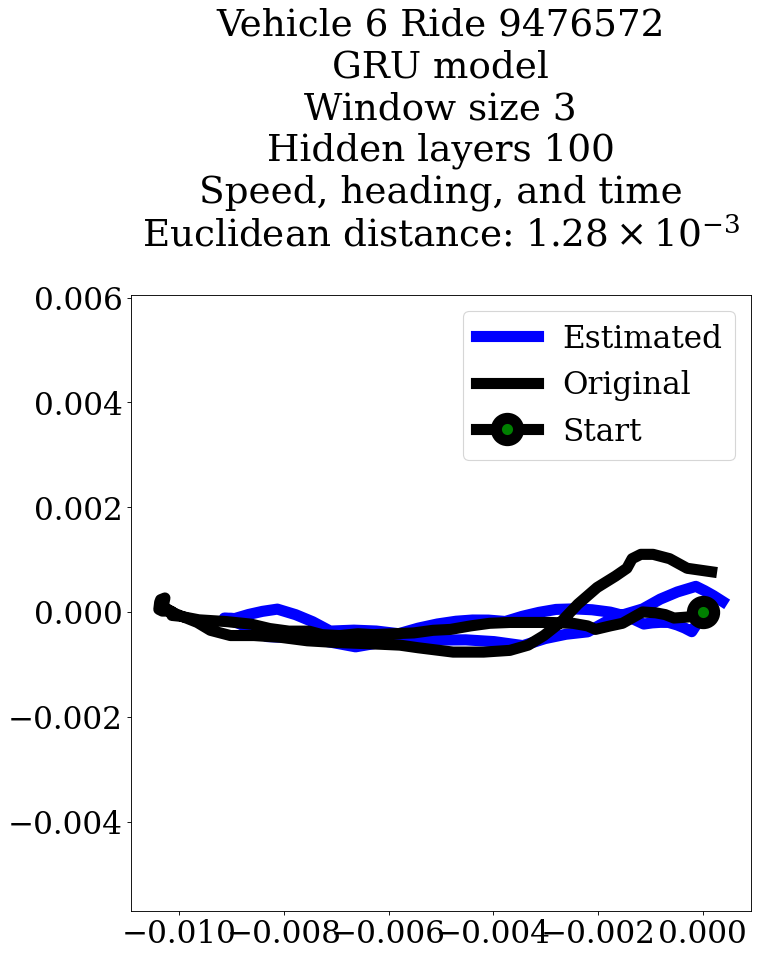 Vehicle 6 Ride 9476572
GRU model
Window size 3
Hidden layers 100
Speed, heading, and time
Euclidean distance: 1.28 × 10⁻³
0.006
0.004
0.002
0.000
−0.002
−0.004
Estimated
Original
Start
−0.010 −0.008 −0.006 −0.004 −0.002 0.000